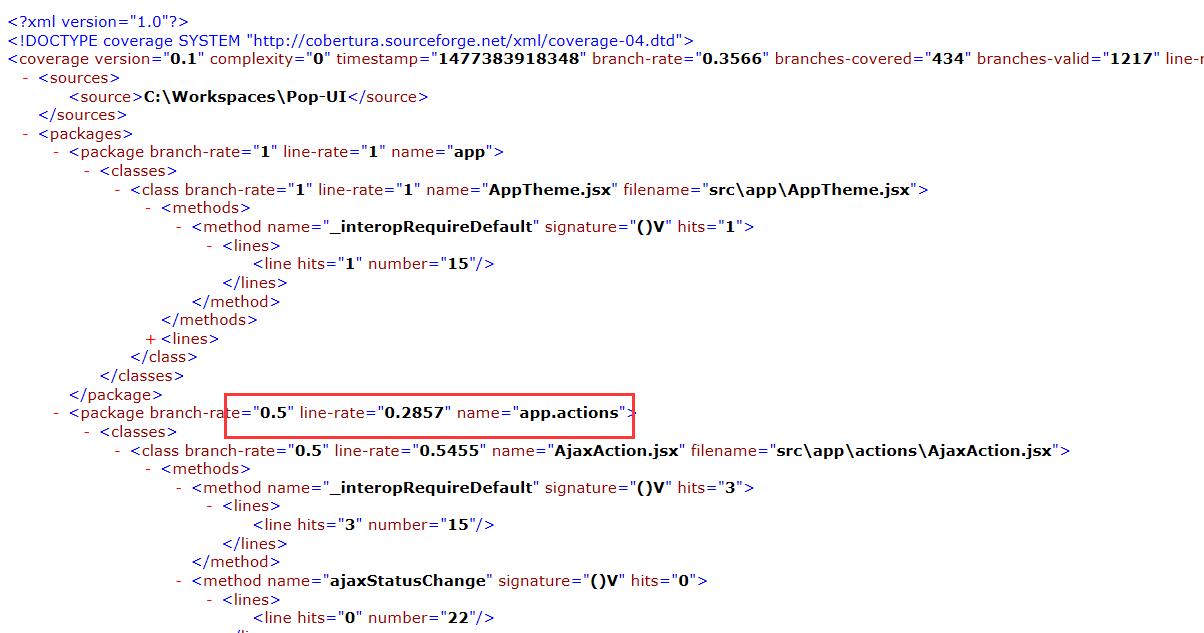 <?xml version="1.0"?>
<!DOCTYPE coverage SYSTEM "http://cobertura.sourceforge.net/xml/coverage-04.dtd">
<coverage version="0.1" complexity="0" timestamp="1477383918348" branch-rate="0.3566" branches-covered="434" branches-valid="1217" line-r
- <sources>
<source>C:\Workspaces\Pop-UI</source>
</sources>
- <packages>
- <package branch-rate="1" line-rate="1" name="app">
- <classes>
- <class branch-rate="1" line-rate="1" name="AppTheme.jsx" filename="src\app\AppTheme.jsx">
- <methods>
- <method name="_interopRequireDefault" signature="()V" hits="1">
- <lines>
<line hits="1" number="15"/>
</lines>
</method>
</methods>
+ <lines>
</class>
</classes>
</package>
- <package branch-rate="0.5" line-rate="0.2857" name="app.actions">
- <classes>
- <class branch-rate="0.5" line-rate="0.5455" name="AjaxAction.jsx" filename="src\app\actions\AjaxAction.jsx">
- <methods>
- <method name="_interopRequireDefault" signature="()V" hits="3">
- <lines>
<line hits="3" number="15"/>
</lines>
</method>
- <method name="ajaxStatusChange" signature="()V" hits="0">
- <lines>
<line hits="0" number="22"/>